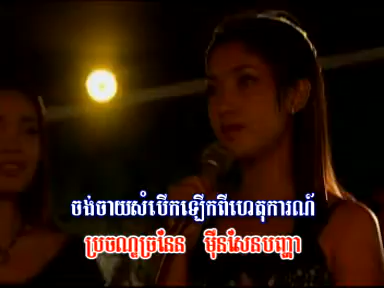 ចង់ចាយសំបើកឡើកពីហេតុការណ៍
ប្រចណ្ឌច្រនែន ម៉ឺនសែនបញ្ហា